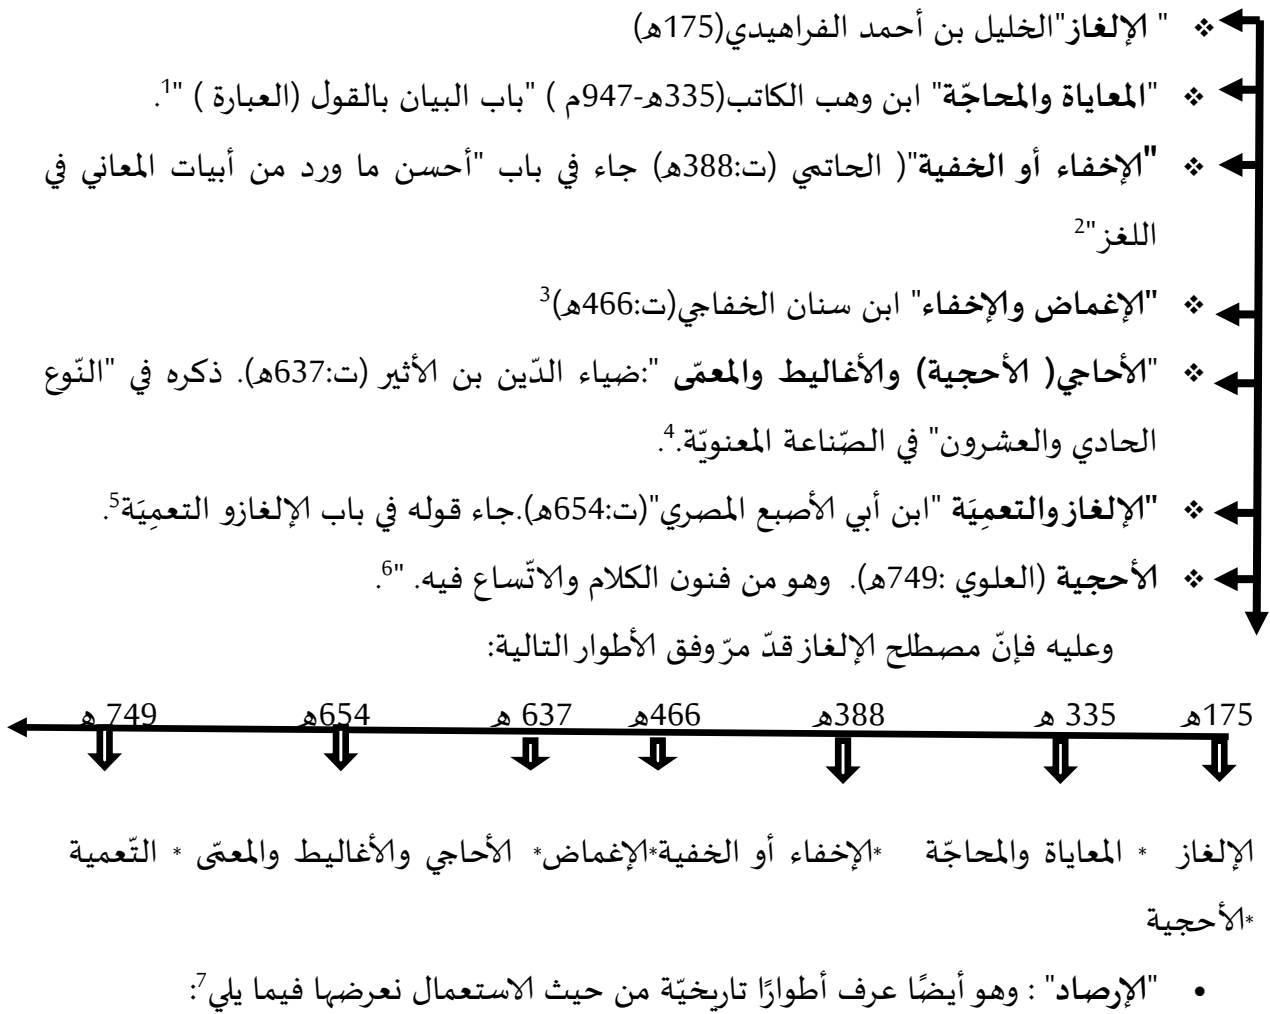 ❖ " الإلغاز"الخليل بن أحمد الفراهيدي(175ه)
❖ "المعاياة والمحاجّة" ابن وهب الكاتب(335ه-947م ) "باب البيان بالقول (العبارة ) "1.
❖ "الإخفاء أو الخفية"( الحاتمي (ت:388ه) جاء في باب "أحسن ما ورد من أبيات المعاني في
اللغز"2
❖ "الإغماض والإخفاء" ابن سنان الخفاجي(ت:466ه)3
❖ "الأحاجي( الأحجية) والأغاليط والمعمّى ":ضياء الدّين بن الأثير (ت:637ه). ذكره في "النّوع
الحادي والعشرون" في الصّناعة المعنويّة.4.
❖ "الإلغاز والتعمِيَة "ابن أبي الأصبع المصري"(ت:654ه).جاء قوله في باب الإلغازو التعمِيَة5.
❖ الأحجية (العلوي :749ه). وهو من فنون الكلام والاتّساع فيه. "6.
وعليه فإنّ مصطلح الإلغاز قدّ مرّ وفق الأطوار التالية:
175ه 335 ه 388ه 466ه 637 ه 654ه 749 ه
الإلغاز * المعاياة والمحاجّة *الإخفاء أو الخفية*الإغماض* الأحاجي والأغاليط والمعمّى * التّعمية
*الأحجية
• "الإرصاد" : وهو أيضًا عرف أطوارًا تاريخيّة من حيث الاستعمال نعرضها فيما يلي7: